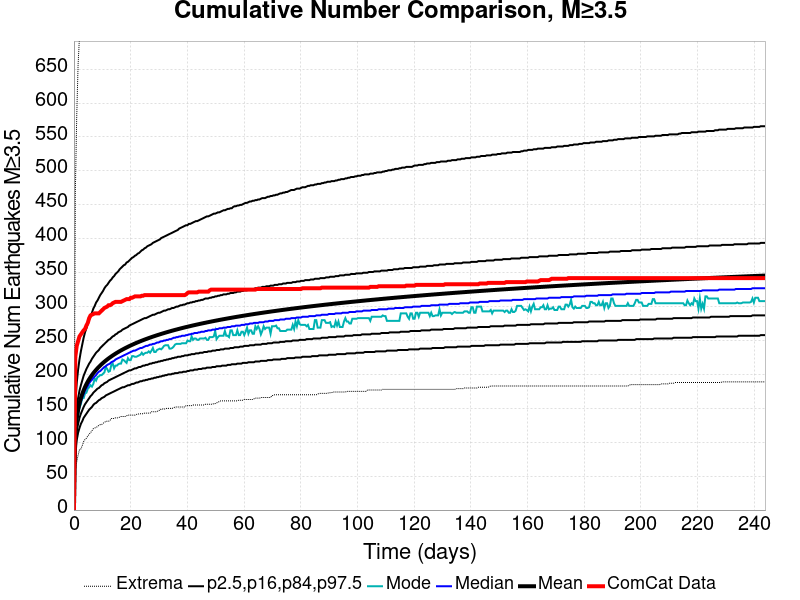 Cumulative Number Comparison, M≥3.5
Cumulative Num Earthquakes M≥3.5
650
600
550
500
450
400
350
300
250
200
150
100
50
0
0 20 40 60 80 100 120 140 160 180 200 220 240
Time (days)
Extrema p2.5,p16,p84,p97.5 Mode Median Mean ComCat Data